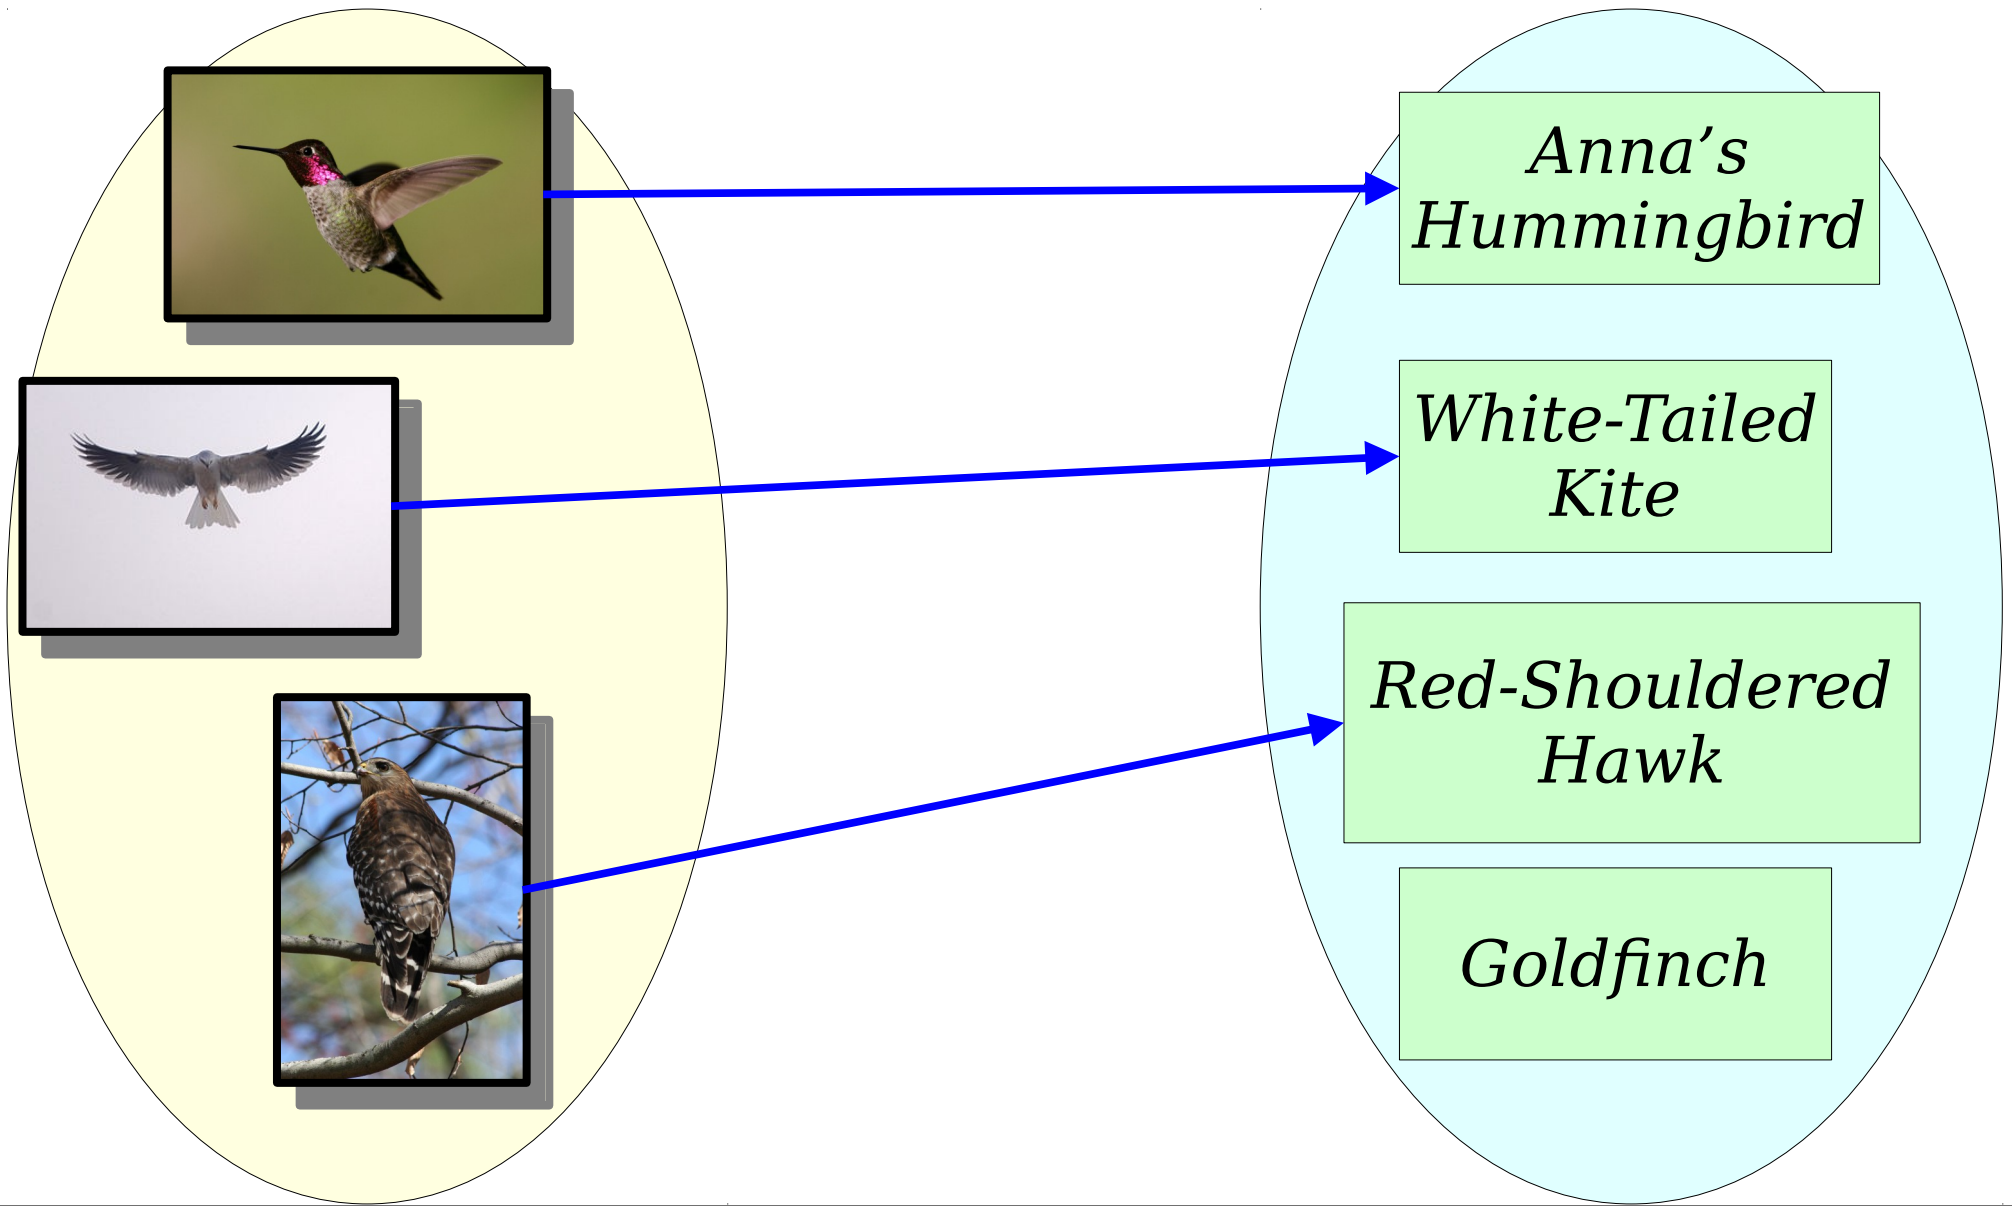 Anna’s
Hummingbird
White-Tailed
Kite
Red-Shouldered
Hawk
Goldfinch